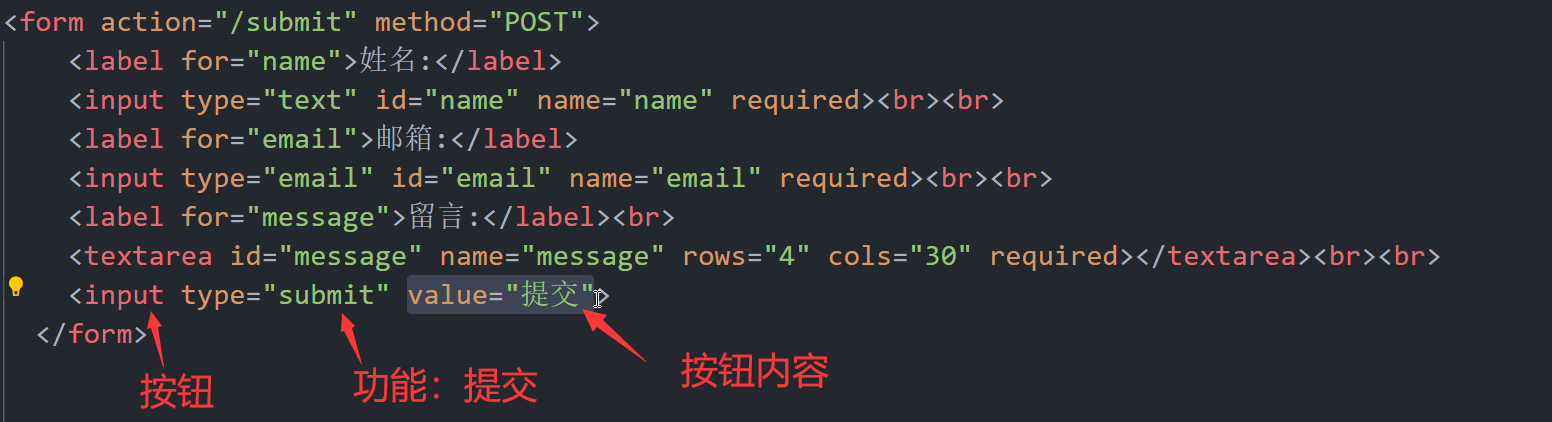 <form action="/submit" method="POST">
<label for="name">姓名:</label>
<input type="text" id="name" name="name" required><br><br>
<label for="email">邮箱:</label>
<input type="email" id="email" name="email" required><br><br>
<label for="message">留言:</label><br>
<textarea id="message" name="message" rows="4" cols="30" required></textarea><br><br>
<input type="submit" value="提交">
</form>
按钮
功能：提交
按钮内容